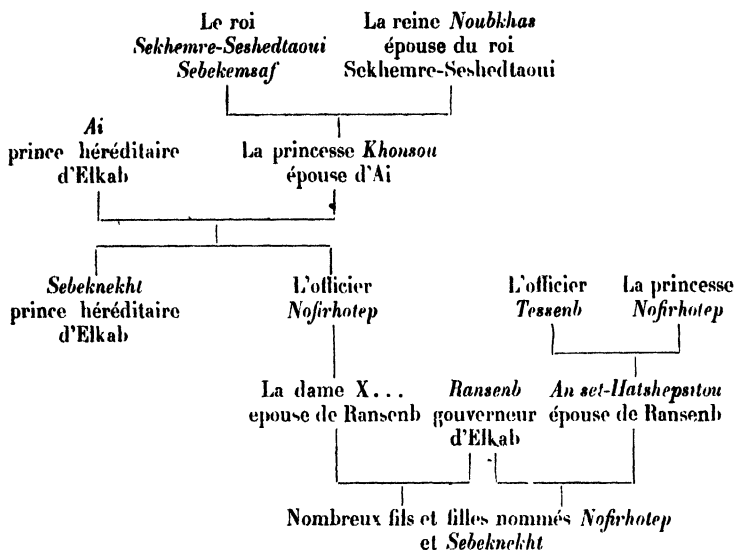 Le roi
Sekhemre-Seshedtaoui
Sebekemsaf
La reine Noubkhas
épouse du roi
Sekhemre-Seshedtaoui
Ai
prince héréditaire
d'Elkab
La princesse Khonsou
épouse d'Ai
Sebeknekht
prince héréditaire
d'Elkab
L'officier
Nofirhotep
L'officier
Tessenb
La princesse
Nofirhotep
La dame X...
epouse de Ransenb
Ransenb
gouverneur
d'Elkab
An set-Hatshepsitou
épouse de Ransenb
Nombreux fils et filles nommés Nofirhotep
et Sebeknekht